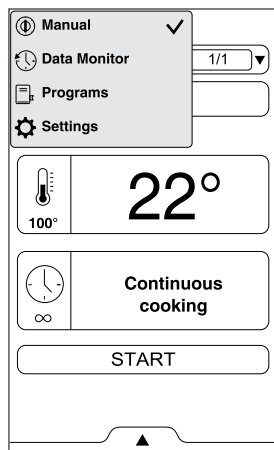 Manual
Data Monitor
1/1
Programs
Settings
22°
100°
Continuous
cooking
∞
START